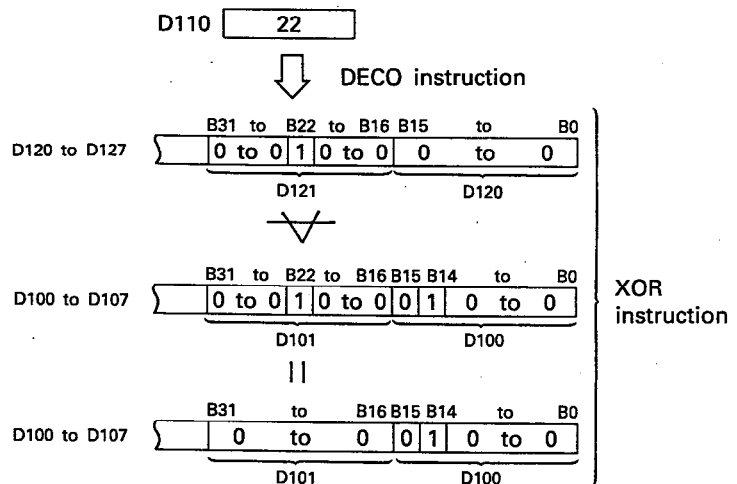 D110 22
DECO instruction
B31 to B22 to B16 B15 to B0
D120 to D127 0 to 0 1 0 to 0 0 to 0
D121 D120
B31 to B22 to B16 B15 B14 to B0
D100 to D107 0 to 0 1 0 to 0 0 1 0 to 0
D101 D100
XOR
instruction
B31 to B16 B15 B14 to B0
D100 to D107 0 to 0 0 1 0 to 0
D101 D100